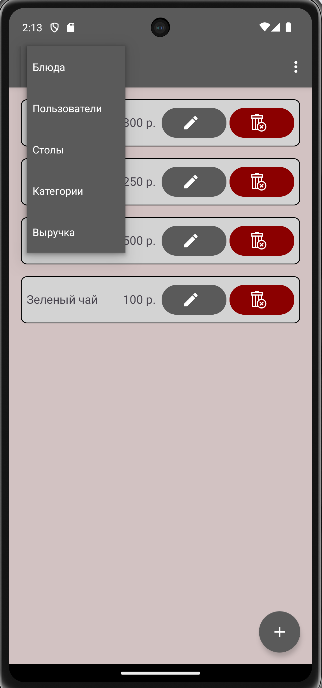 2:13
Блюда
Пользователи
300 р.
Столы
250 р.
Категории
Выручка
500 р.
Зеленый чай 100 р.